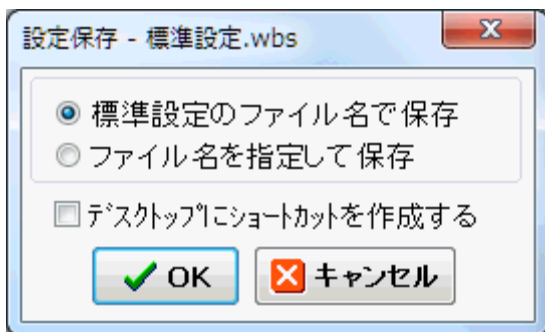 設定保存 - 標準設定.wbs
標準設定のファイル名で保存
ファイル名を指定して保存
ﾃﾞｽｸﾄｯﾌﾟにｼｮｰﾄｶｯﾄを作成する
OK
キャンセル